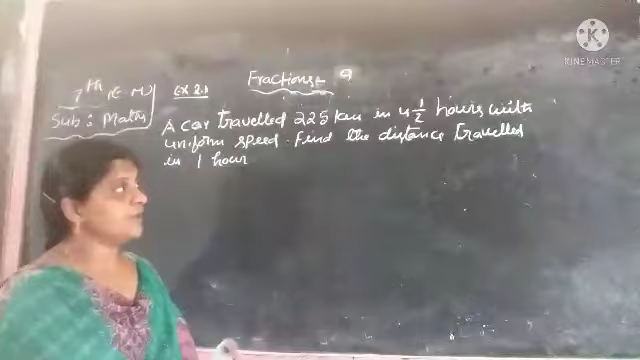 Fractions - 9
7th (E M)
Sub : Maths
Ex 2.1
A car travelled 225 km in 4 1/2 hours with
uniform speed. Find the distance travelled
in 1 hour
KINEMASTER